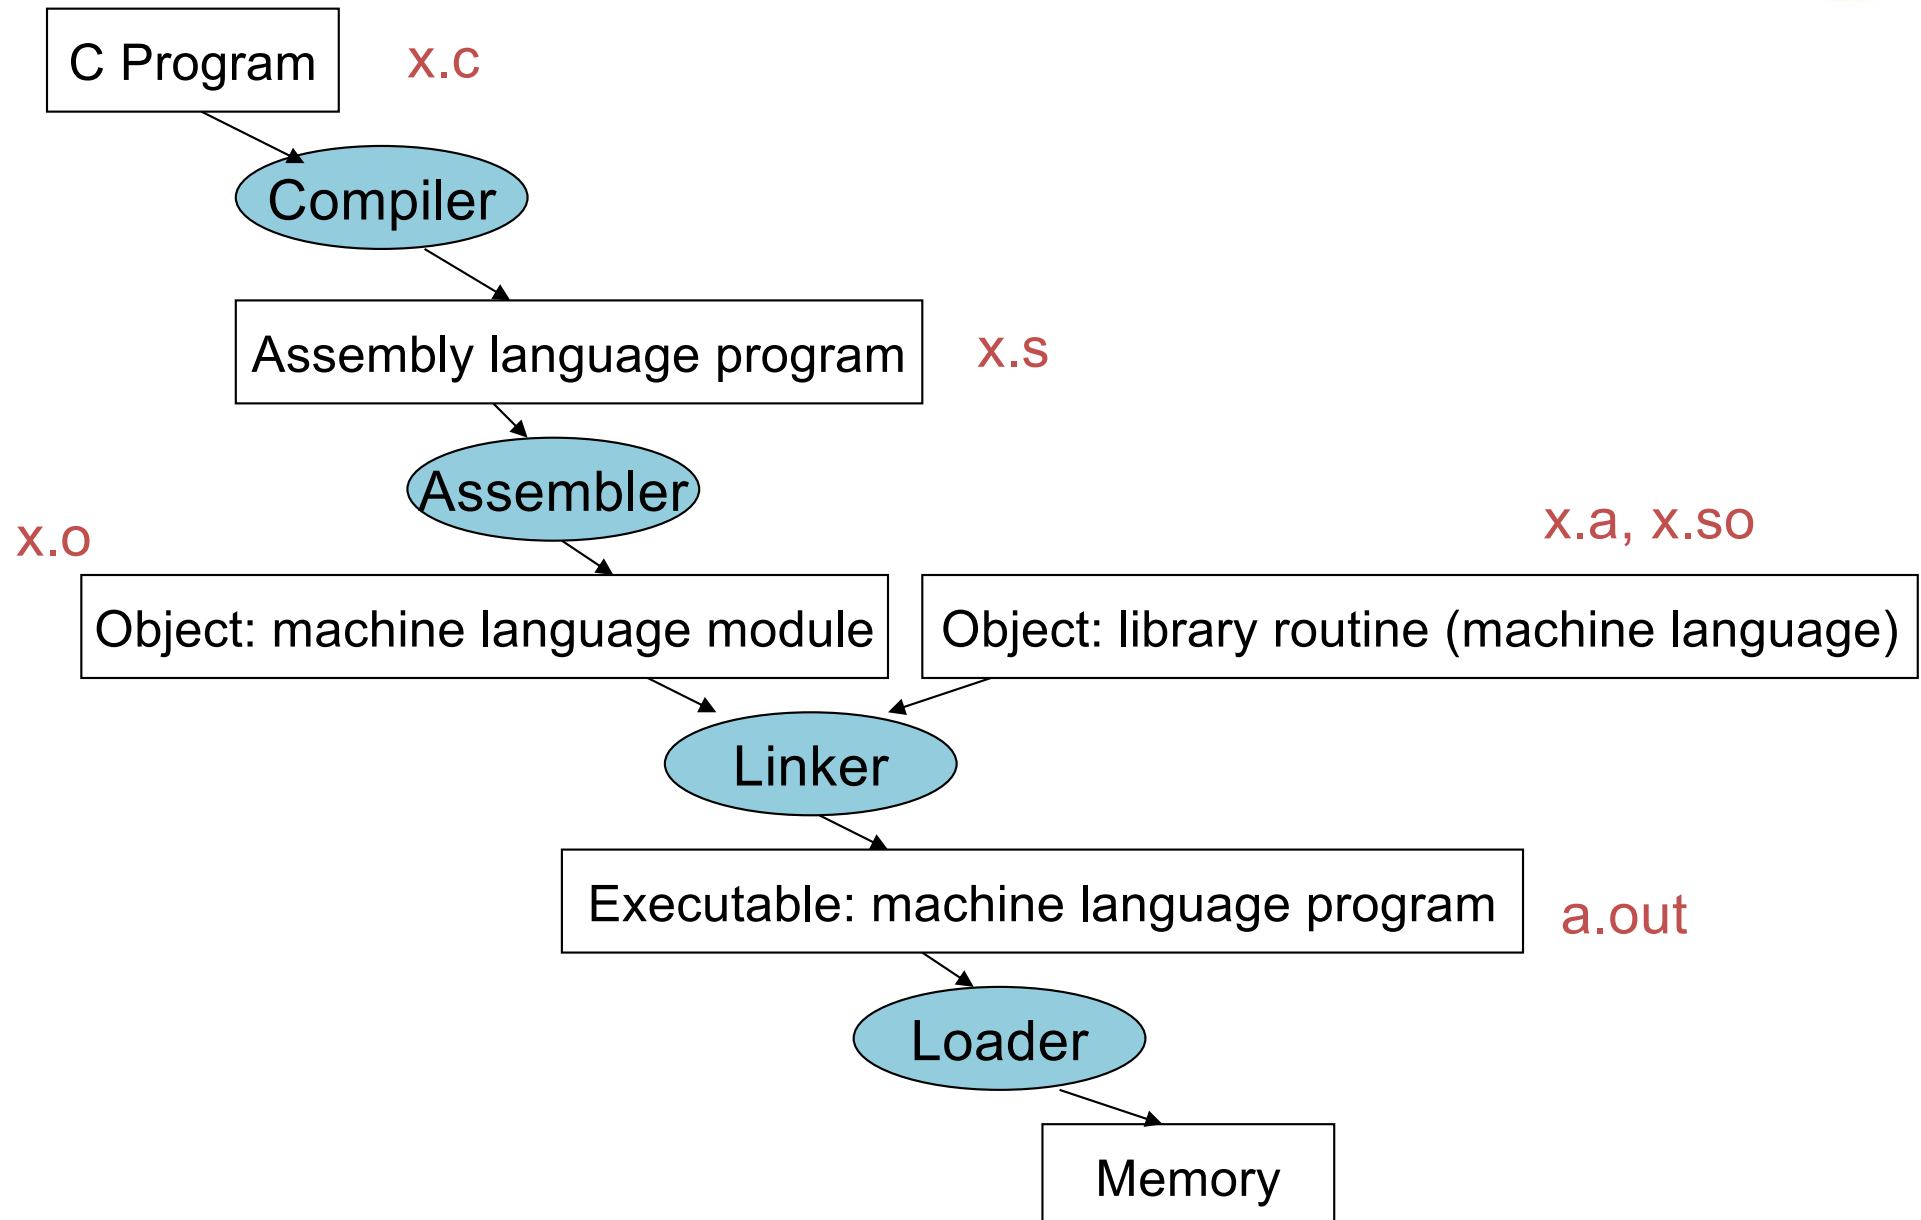 C Program
x.c
Compiler
Assembly language program
x.s
Assembler
x.o
x.a, x.so
Object: machine language module
Object: library routine (machine language)
Linker
Executable: machine language program
a.out
Loader
Memory